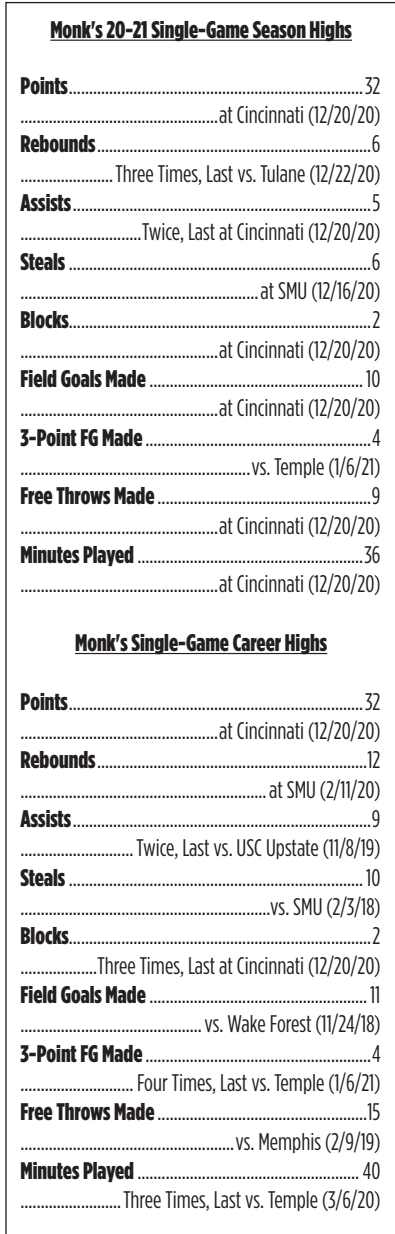 Monk's 20-21 Single-Game Season Highs
Points........................................................................32
................................................at Cincinnati (12/20/20)
Rebounds...................................................................6
.......................Three Times, Last vs. Tulane (12/22/20)
Assists.........................................................................5
..............................Twice, Last at Cincinnati (12/20/20)
Steals ..........................................................................6
..........................................................at SMU (12/16/20)
Blocks..........................................................................2
................................................at Cincinnati (12/20/20)
Field Goals Made ..................................................... 10
................................................at Cincinnati (12/20/20)
3-Point FG Made .......................................................4
........................................................vs. Temple (1/6/21)
Free Throws Made ....................................................9
................................................at Cincinnati (12/20/20)
Minutes Played ........................................................36
................................................at Cincinnati (12/20/20)
Monk's Single-Game Career Highs
Points........................................................................32
................................................at Cincinnati (12/20/20)
Rebounds..................................................................12
............................................................ at SMU (2/11/20)
Assists.........................................................................9
........................... Twice, Last vs. USC Upstate (11/8/19)
Steals ........................................................................ 10
.............................................................vs. SMU (2/3/18)
Blocks..........................................................................2
...................Three Times, Last at Cincinnati (12/20/20)
Field Goals Made ..................................................... 11
............................................ vs. Wake Forest (11/24/18)
3-Point FG Made .......................................................4
........................... Four Times, Last vs. Temple (1/6/21)
Free Throws Made ...................................................15
....................................................vs. Memphis (2/9/19)
Minutes Played ...................................................... 40
........................ Three Times, Last vs. Temple (3/6/20)